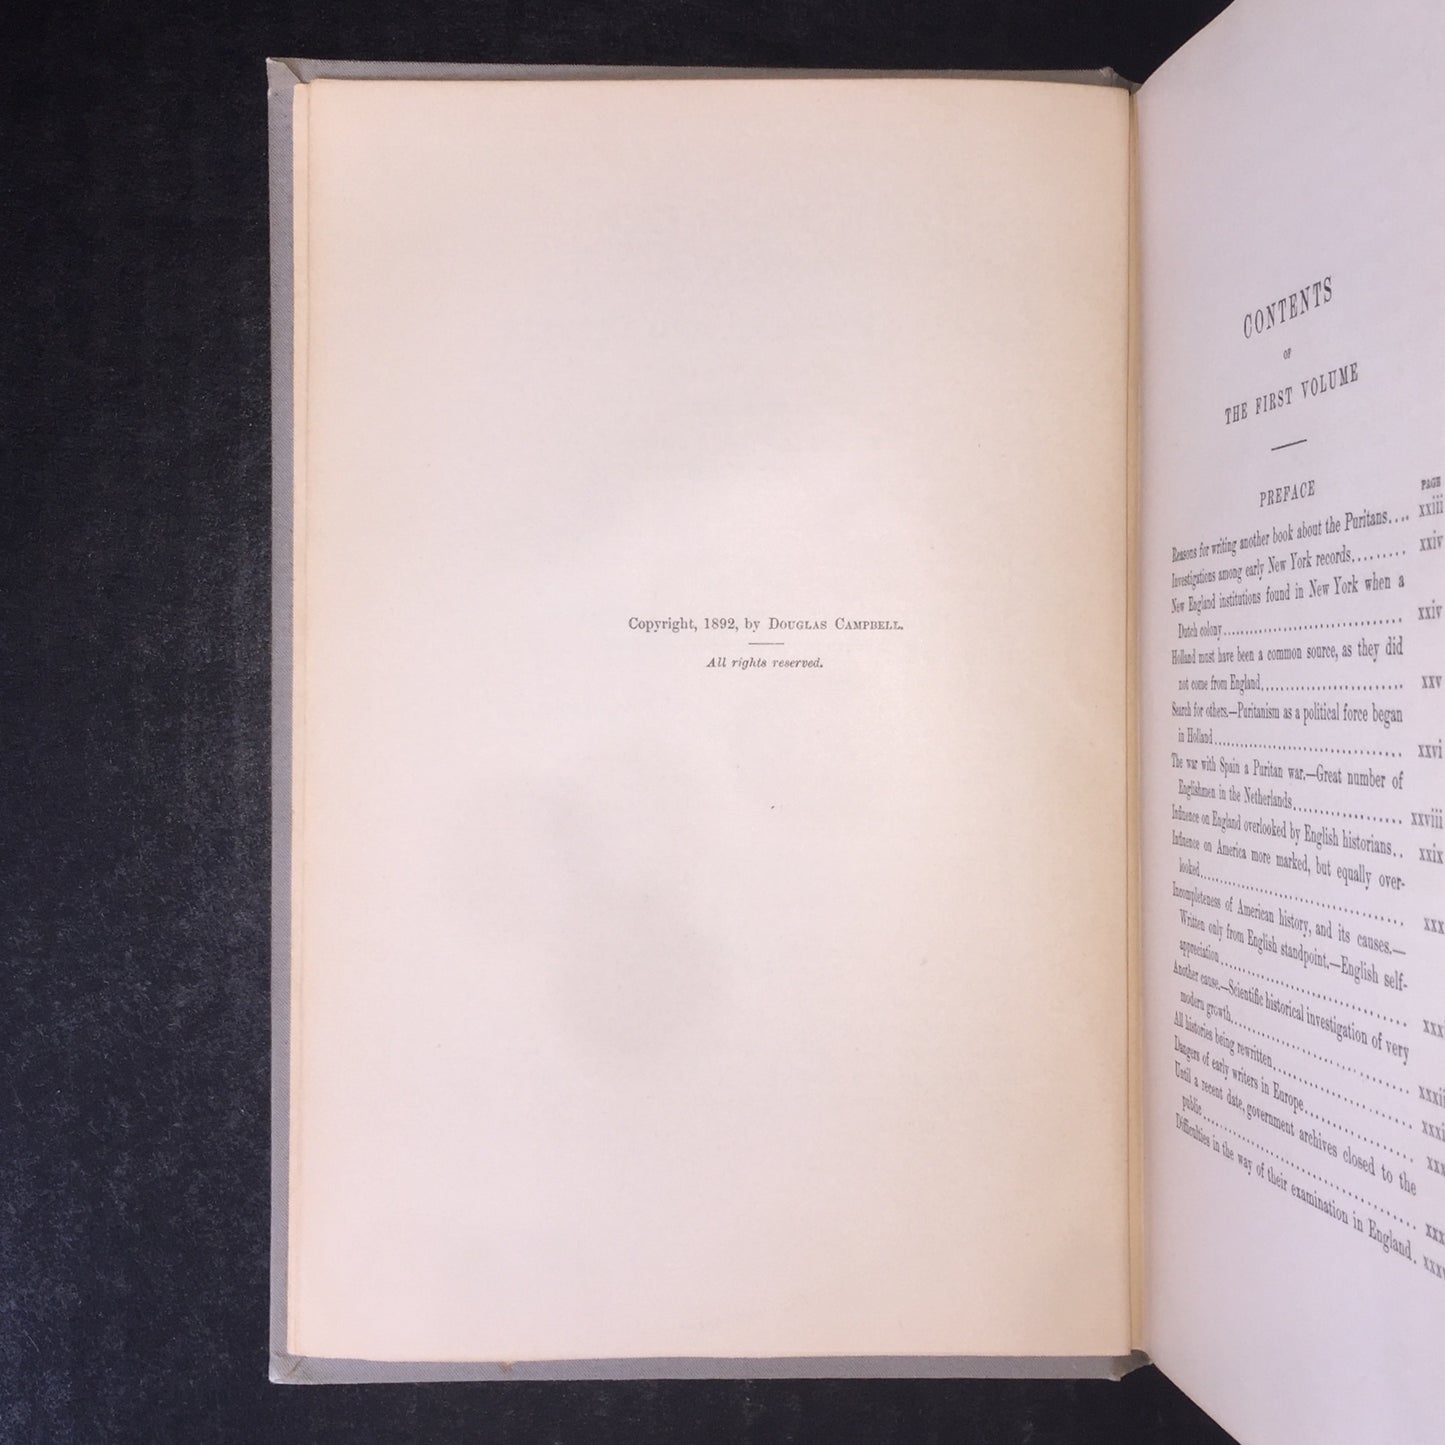 Copyright, 1892, by Douglas Campbell.
All rights reserved.
CONTENTS
OF
THE FIRST VOLUME
PREFACE
PAGE
Reasons for writing another book about the Puritans.... xxiii
Investigations among early New York records......... xxiv
New England institutions found in New York when a
Dutch colony.................................. xxiv
Holland must have been a common source, as they did
not come from England........................... xxv
Search for others.—Puritanism as a political force began
in Holland.................................... xxvi
The war with Spain a Puritan war.—Great number of
Englishmen in the Netherlands................... xxviii
Influence on England overlooked by English historians.. xxix
Influence on America more marked, but equally over-
looked....................................... xxx
Incompleteness of American history, and its causes.—
Written only from English standpoint.—English self-
appreciation...................................
Another cause.—Scientific historical investigation of very
modern growth..................................
All histories being rewritten.......................
Dangers of early writers in Europe...................
Until a recent date, government archives closed to the
public........................................
Difficulties in the way of their examination in England.